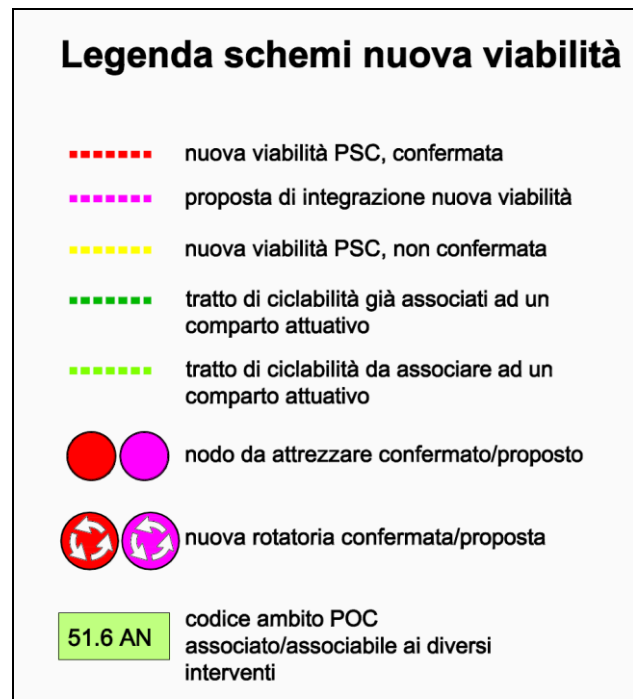 Legenda schemi nuova viabilità
nuova viabilità PSC, confermata
proposta di integrazione nuova viabilità
nuova viabilità PSC, non confermata
tratto di ciclabilità già associati ad un
comparto attuativo
tratto di ciclabilità da associare ad un
comparto attuativo
nodo da attrezzare confermato/proposto
nuova rotatoria confermata/proposta
51.6 AN
codice ambito POC
associato/associabile ai diversi
interventi